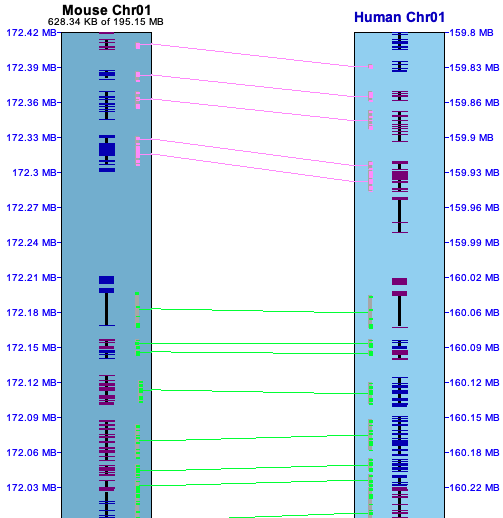 Mouse Chr01
628.34 KB of 195.15 MB
Human Chr01
172.42 MB
159.8 MB
172.39 MB
159.83 MB
172.36 MB
159.86 MB
172.33 MB
159.9 MB
172.3 MB
159.93 MB
172.27 MB
159.96 MB
172.24 MB
159.99 MB
172.21 MB
160.02 MB
172.18 MB
160.06 MB
172.15 MB
160.09 MB
172.12 MB
160.12 MB
172.09 MB
160.15 MB
172.06 MB
160.18 MB
172.03 MB
160.22 MB